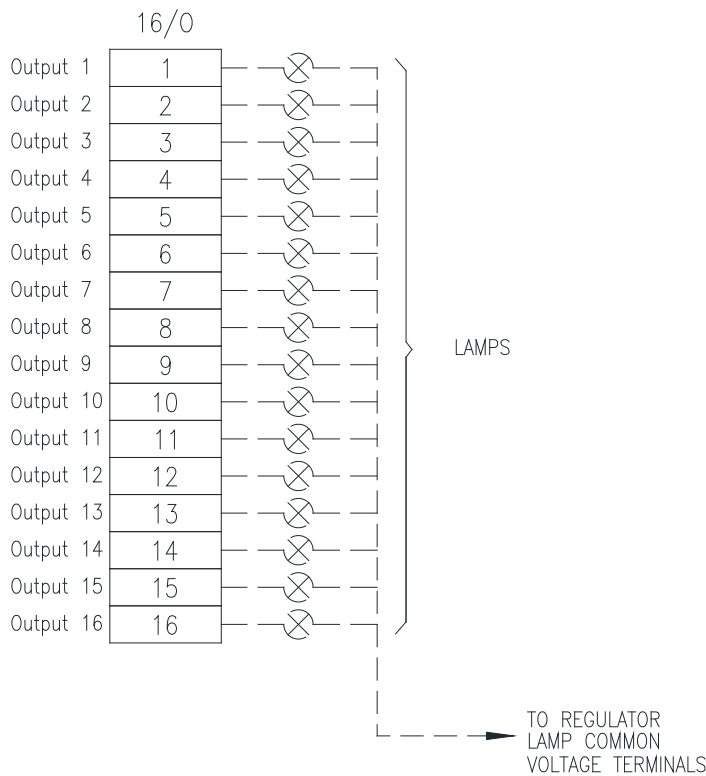 16/O
Output 1 1
Output 2 2
Output 3 3
Output 4 4
Output 5 5
Output 6 6
Output 7 7
Output 8 8
Output 9 9
Output 10 10
Output 11 11
Output 12 12
Output 13 13
Output 14 14
Output 15 15
Output 16 16
LAMPS
TO REGULATOR
LAMP COMMON
VOLTAGE TERMINALS